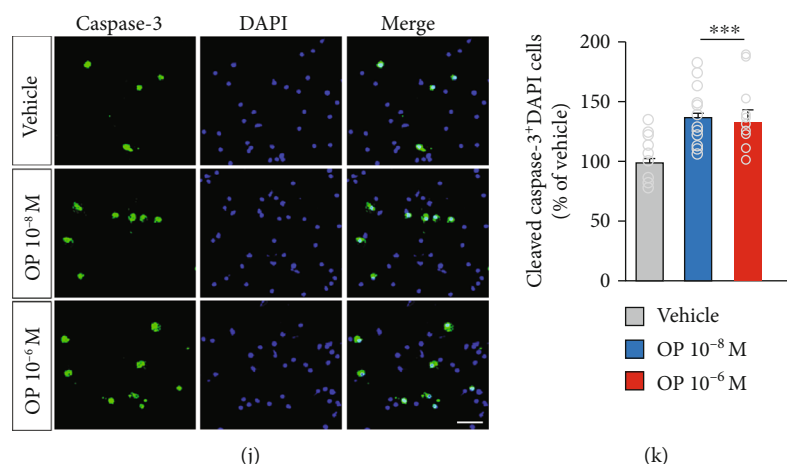 Caspase-3 DAPI Merge
Vehicle
OP 10⁻⁸ M
OP 10⁻⁶ M
(j)
Cleaved caspase-3⁺DAPI cells
(% of vehicle)
200
150
100
50
0
***
Vehicle
OP 10⁻⁸ M
OP 10⁻⁶ M
(k)